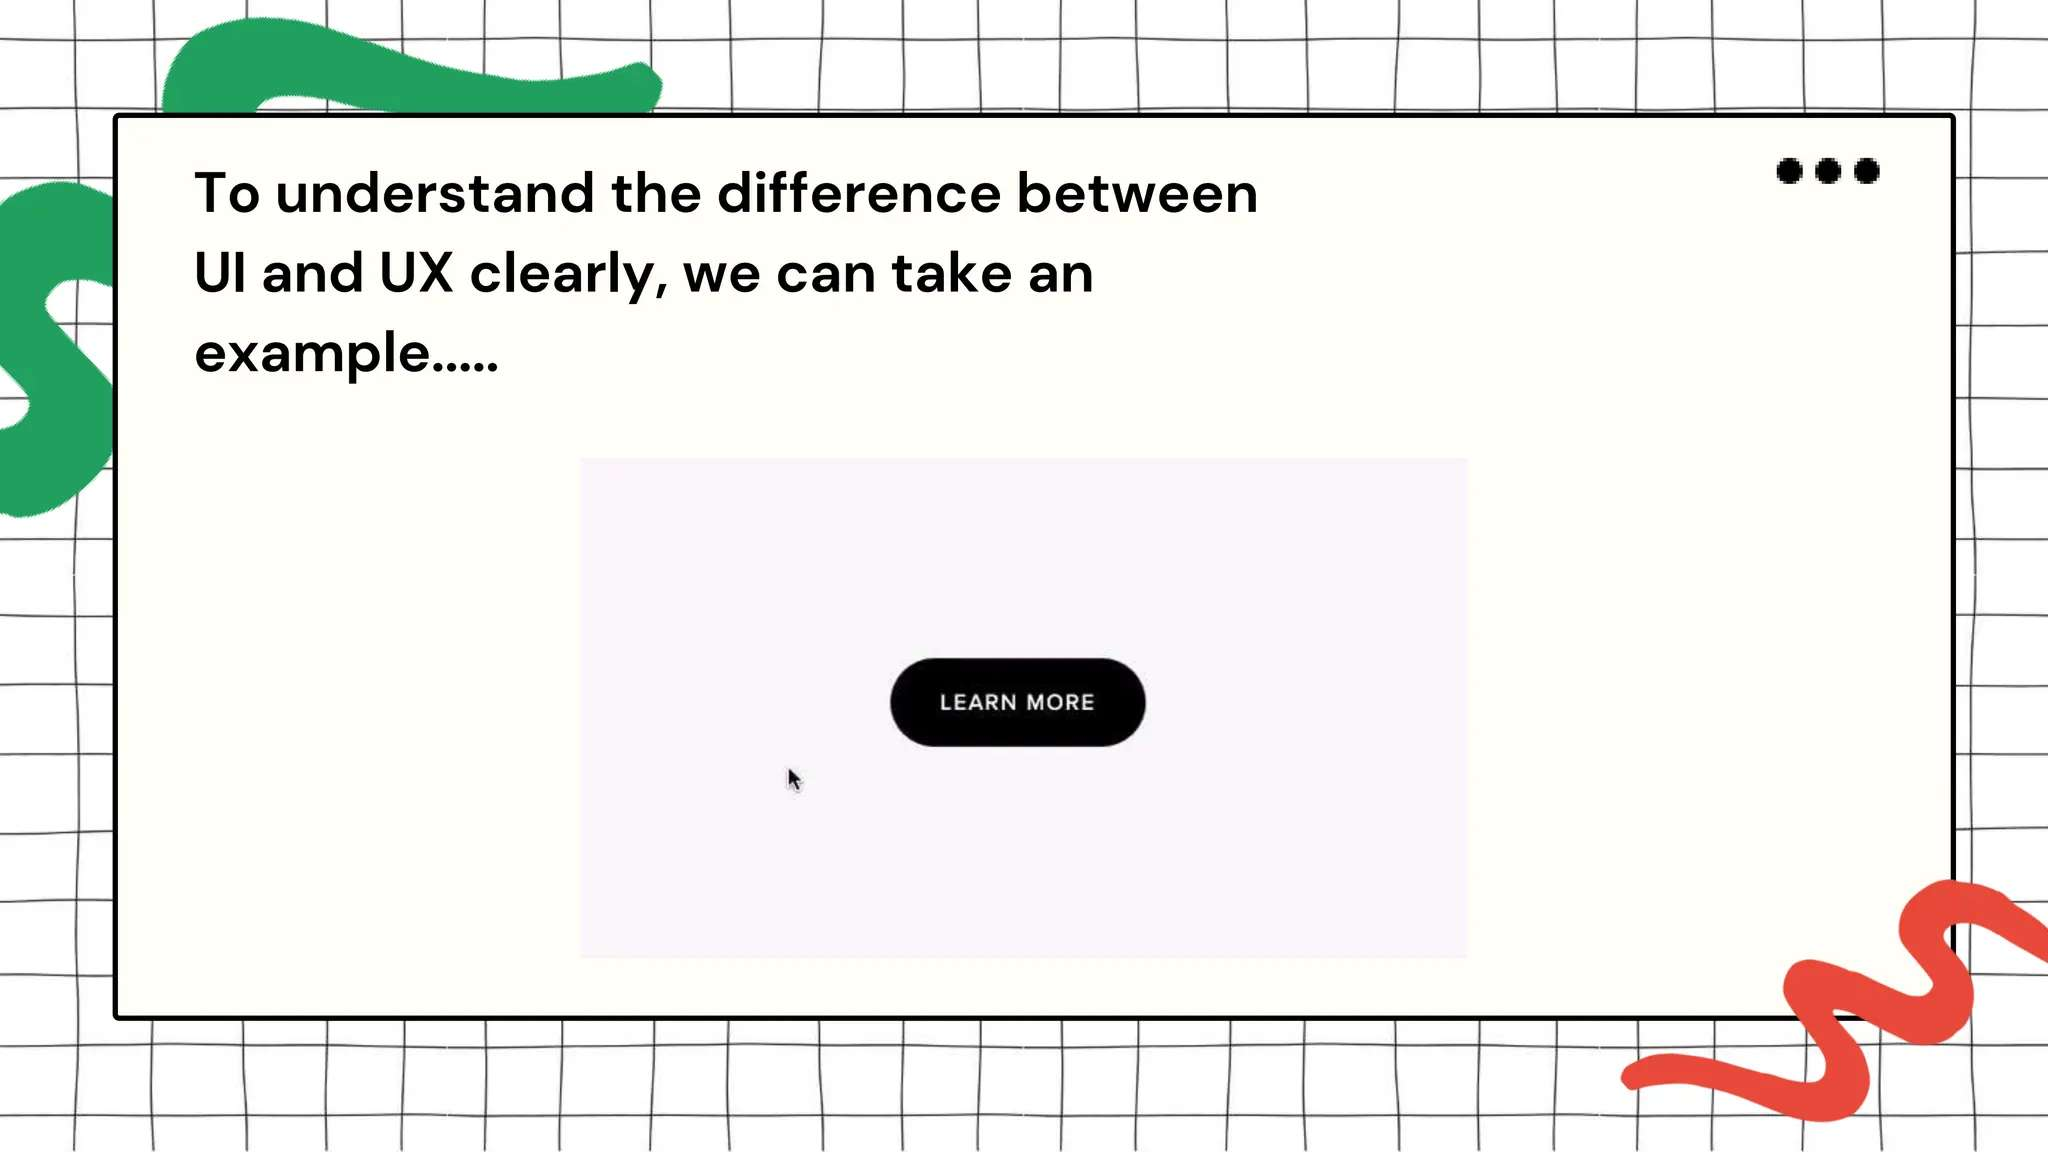 To understand the difference between
UI and UX clearly, we can take an
example.....
LEARN MORE